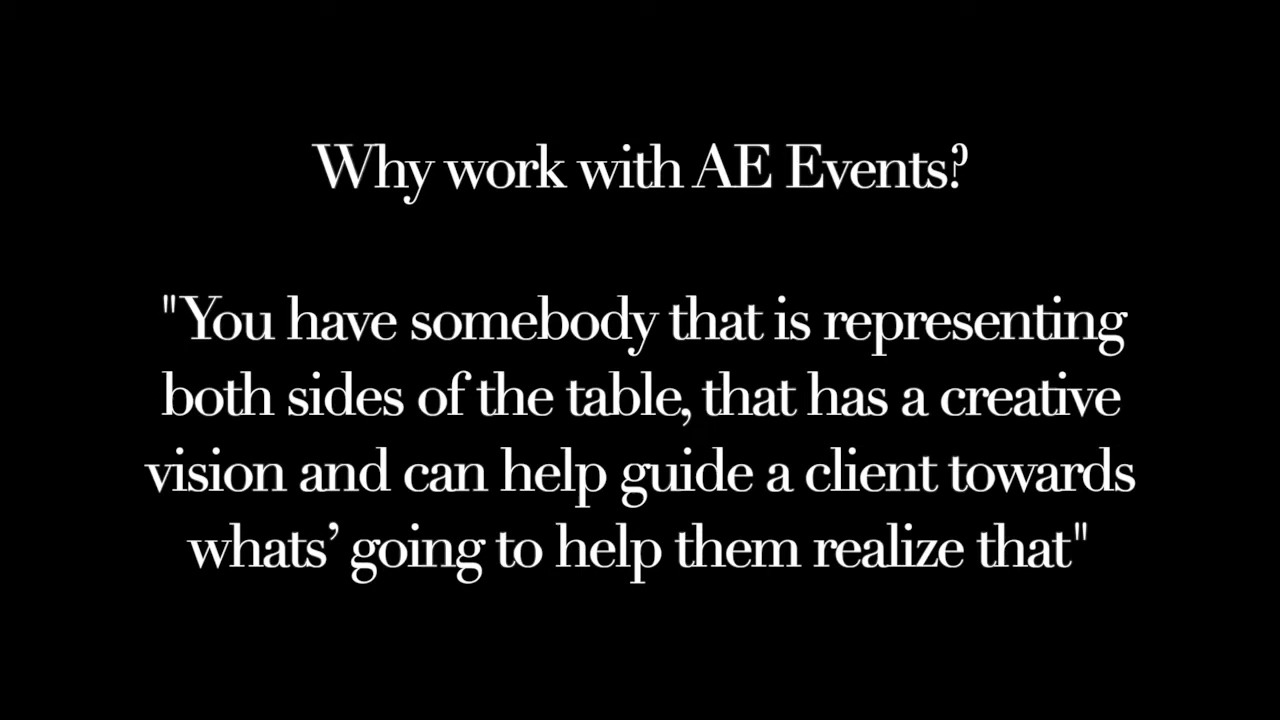 Why work with AE Events?
"You have somebody that is representing
both sides of the table, that has a creative
vision and can help guide a client towards
whats’ going to help them realize that"